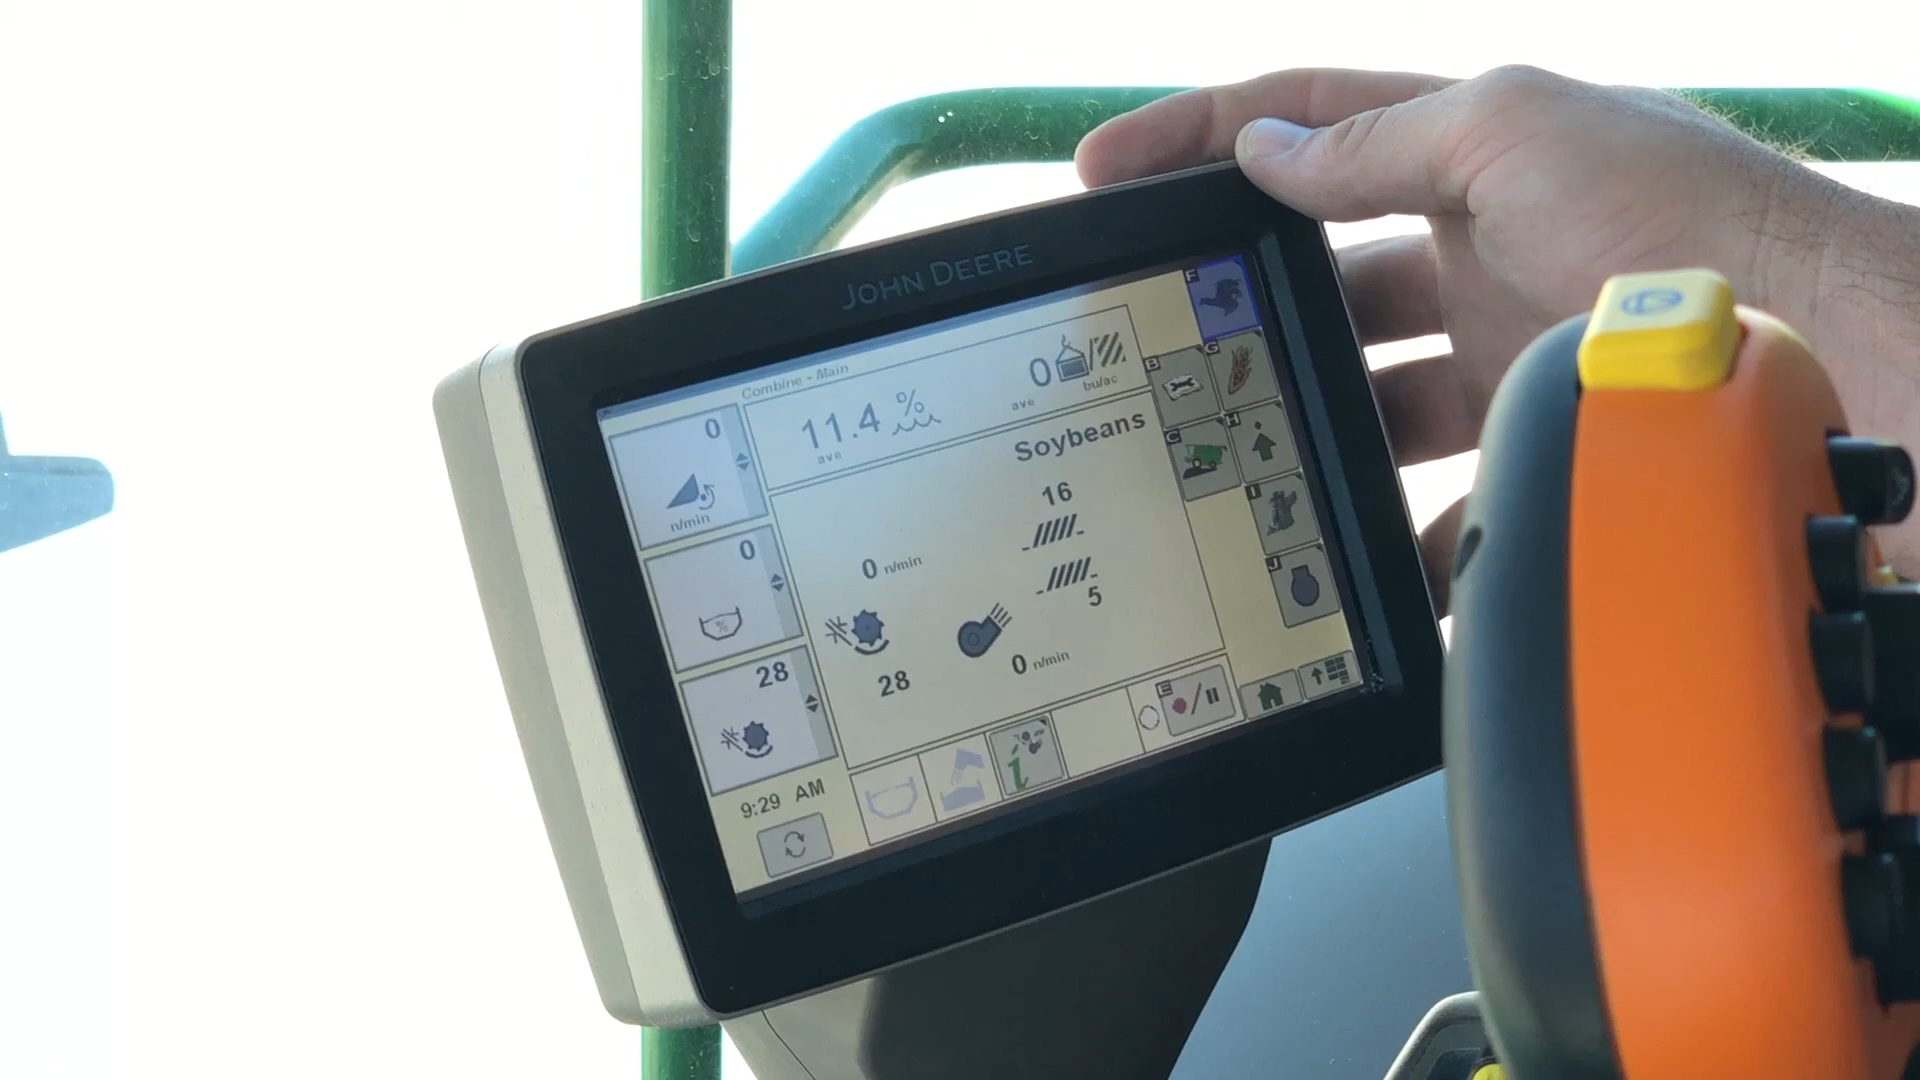 JOHN DEERE
Combine - Main
F
0
n/min
11.4 %
ave
0 /
ave
bu/ac
B
G
Soybeans
C
H
16
0
%
0 n/min
5
I
J
28
28
0 n/min
E
/
9:29 AM
i